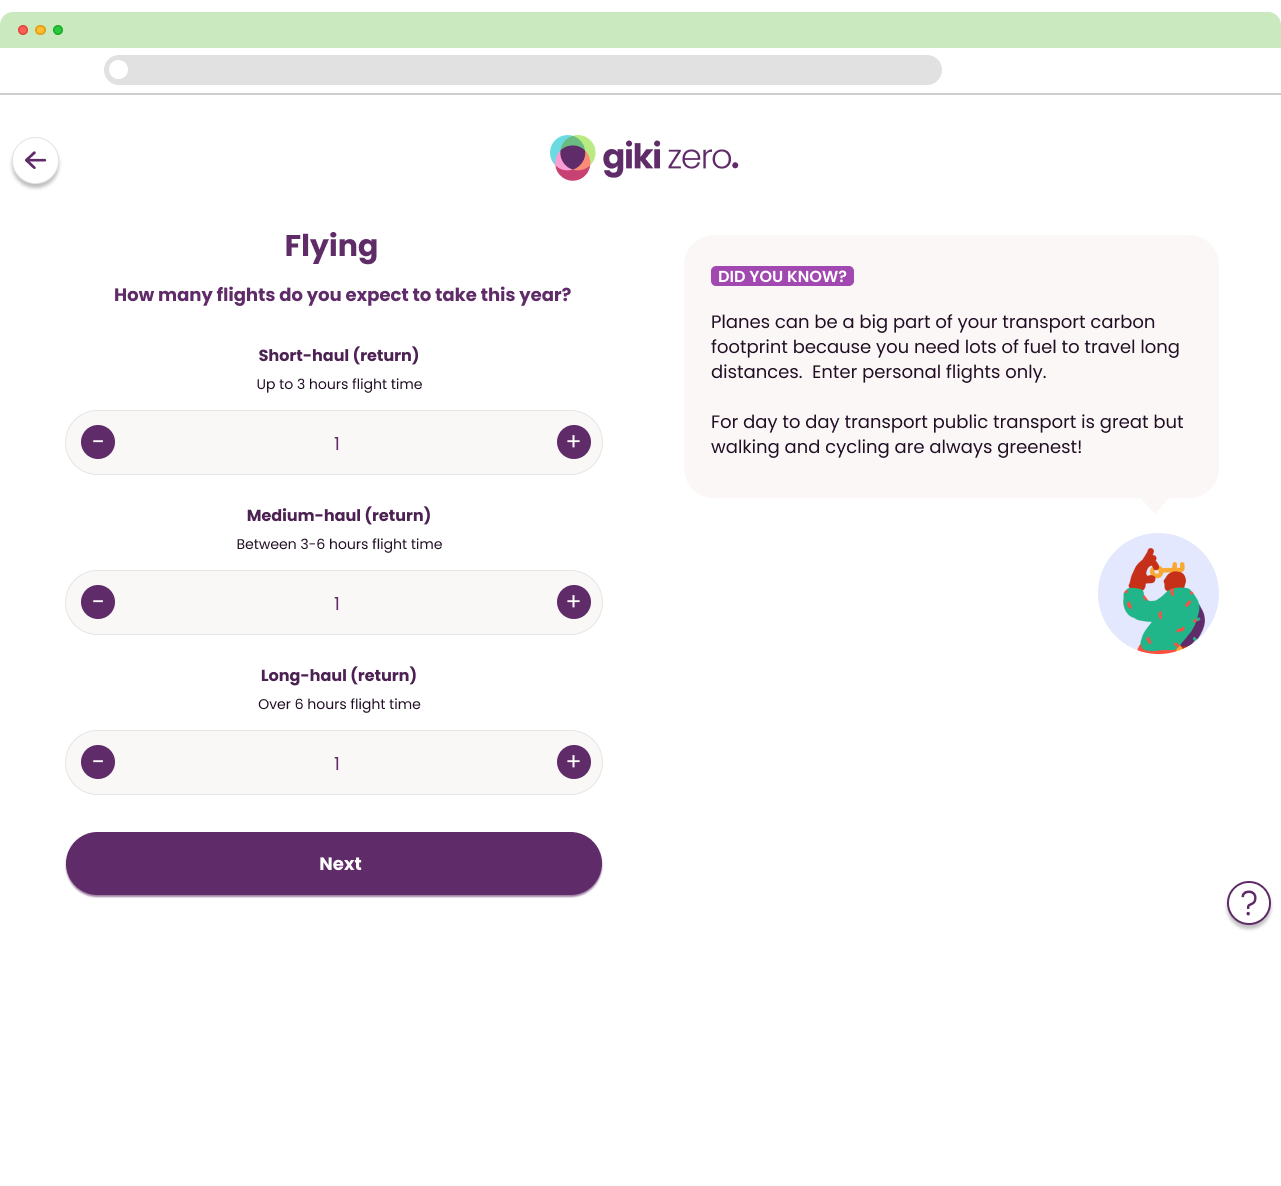 giki zero.
Flying
How many flights do you expect to take this year?
Short-haul (return)
Up to 3 hours flight time
− 1 +
Medium-haul (return)
Between 3-6 hours flight time
− 1 +
Long-haul (return)
Over 6 hours flight time
− 1 +
Next
DID YOU KNOW?
Planes can be a big part of your transport carbon
footprint because you need lots of fuel to travel long
distances.  Enter personal flights only.
For day to day transport public transport is great but
walking and cycling are always greenest!
?